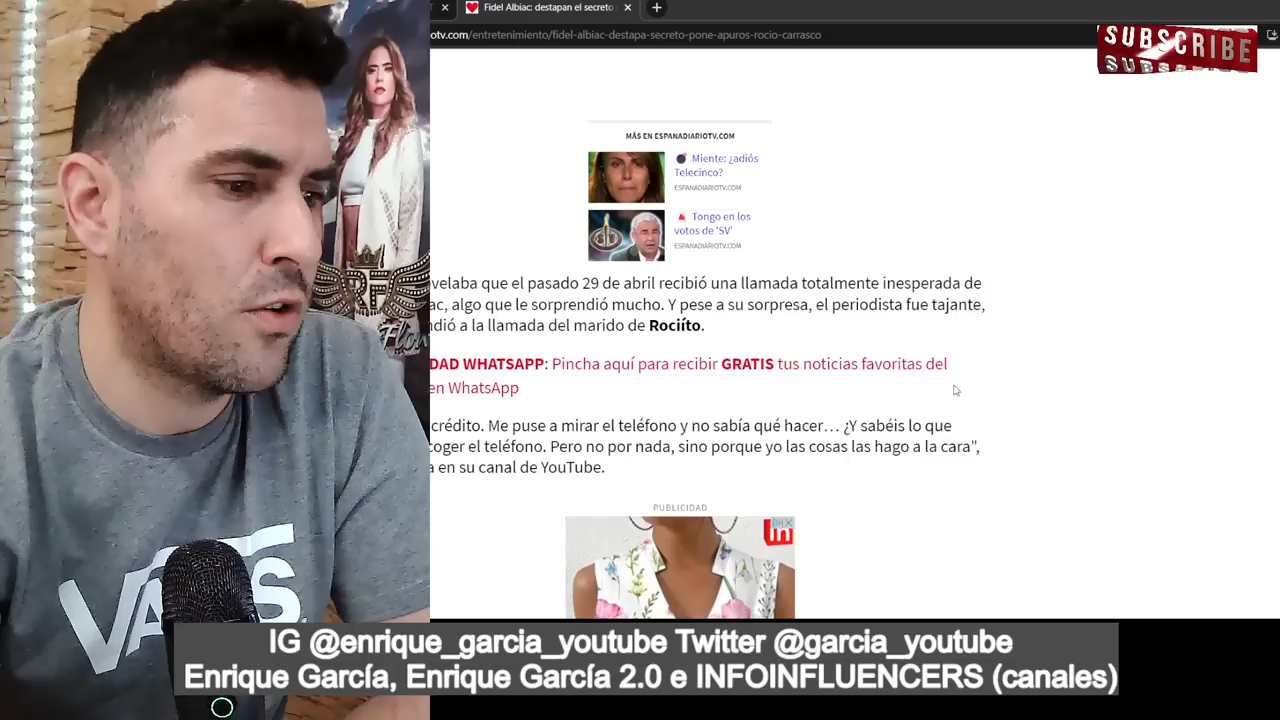 Fidel Albiac: destapan el secreto
otv.com/entretenimiento/fidel-albiac-destapa-secreto-pone-apuros-rocio-carrasco
SUBSCRIBE
MÁS EN ESPANADIARIOTV.COM
Miente: ¿adiós
Telecinco?
ESPANADIARIOTV.COM
Tongo en los
votos de 'SV'
ESPANADIARIOTV.COM
velaba que el pasado 29 de abril recibió una llamada totalmente inesperada de
ac, algo que le sorprendió mucho. Y pese a su sorpresa, el periodista fue tajante,
ndió a la llamada del marido de Rociíto.
DAD WHATSAPP: Pincha aquí para recibir GRATIS tus noticias favoritas del
en WhatsApp
crédito. Me puse a mirar el teléfono y no sabía qué hacer… ¿Y sabéis lo que
coger el teléfono. Pero no por nada, sino porque yo las cosas las hago a la cara",
a en su canal de YouTube.
PUBLICIDAD
in
RF
VANS
IG @enrique_garcia_youtube Twitter @garcia_youtube
Enrique García, Enrique García 2.0 e INFOINFLUENCERS (canales)